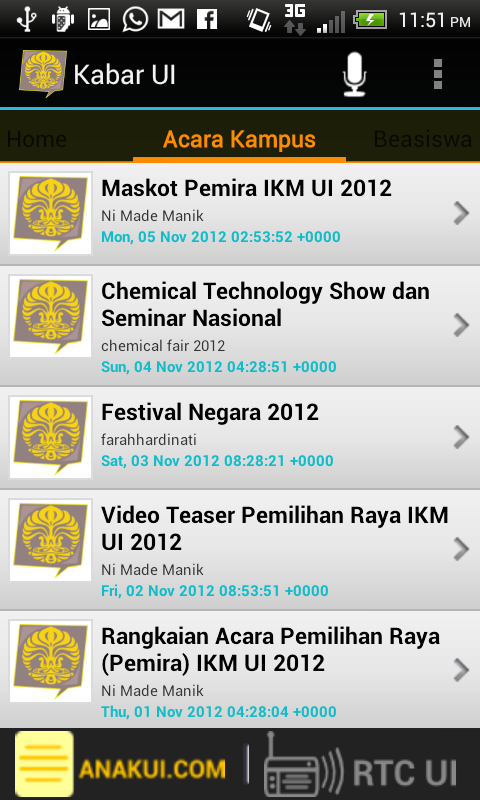 3G
11:51 PM
Kabar UI
Home
Acara Kampus
Beasiswa
Maskot Pemira IKM UI 2012
Ni Made Manik
Mon, 05 Nov 2012 02:53:52 +0000
Chemical Technology Show dan
Seminar Nasional
chemical fair 2012
Sun, 04 Nov 2012 04:28:51 +0000
Festival Negara 2012
farahhardinati
Sat, 03 Nov 2012 08:28:21 +0000
Video Teaser Pemilihan Raya IKM
UI 2012
Ni Made Manik
Fri, 02 Nov 2012 08:53:51 +0000
Rangkaian Acara Pemilihan Raya
(Pemira) IKM UI 2012
Ni Made Manik
Thu, 01 Nov 2012 04:28:04 +0000
ANAKUI.COM
RTC UI